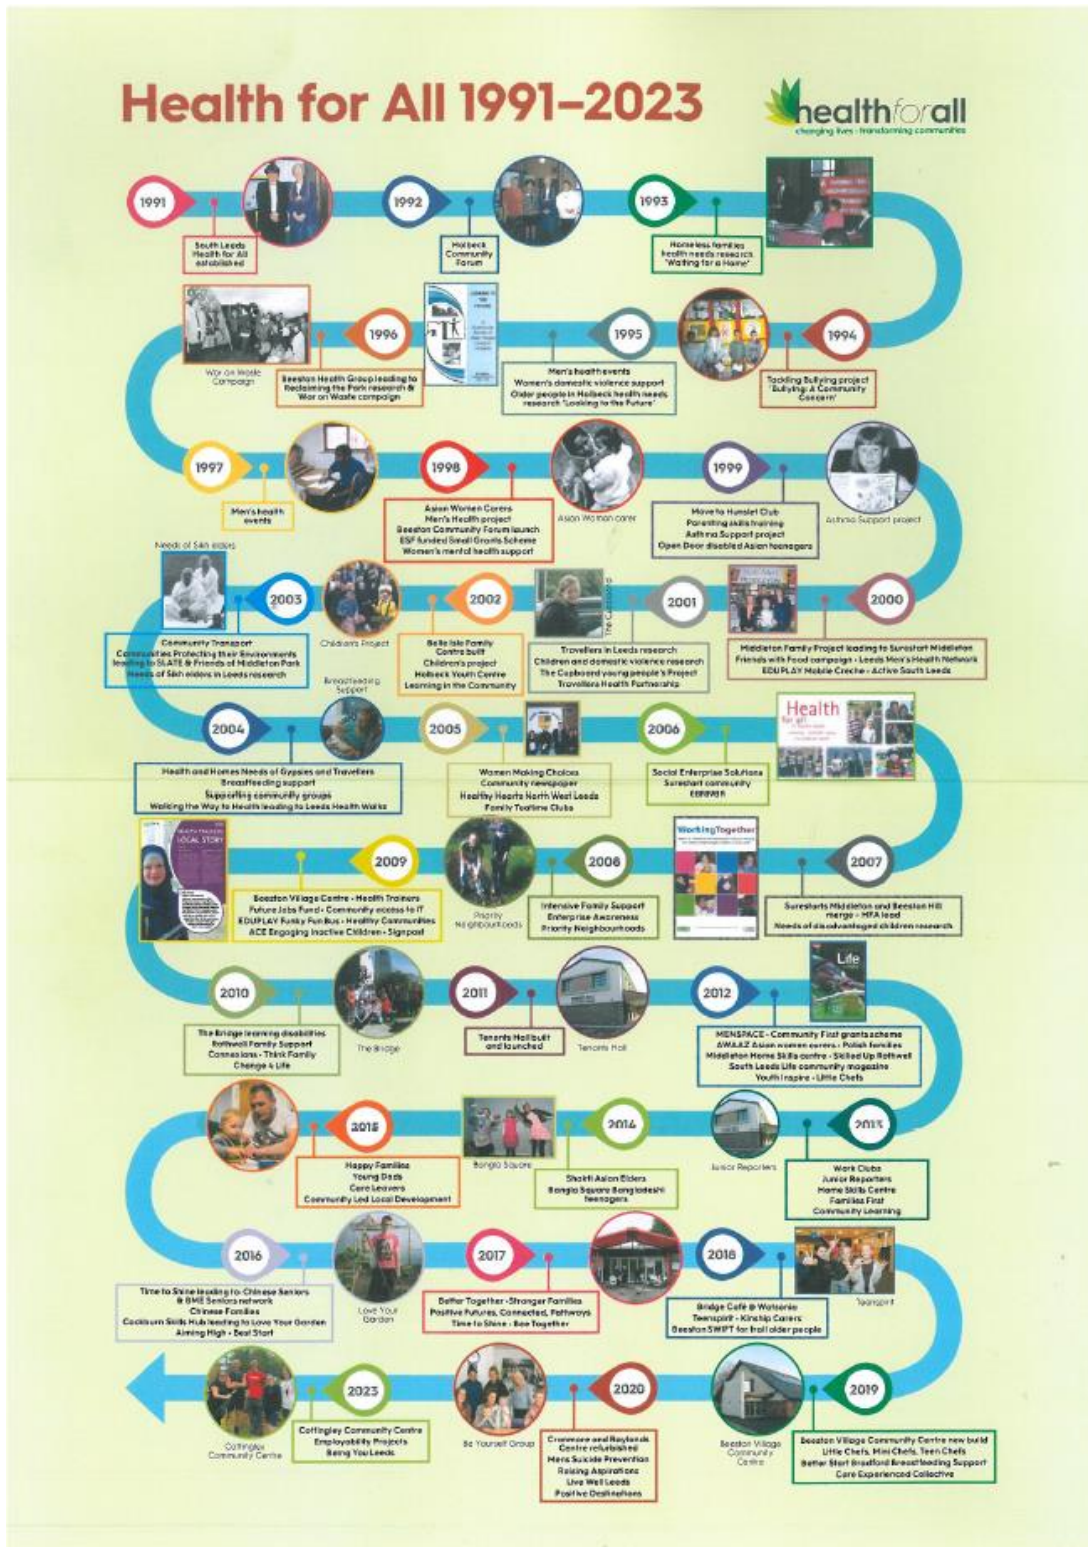 Health for All 1991–2023
healthforall
changing lives · transforming communities
1991
South Leeds
Health for All
established
1992
Holbeck
Community
Forum
1993
Homeless families
health needs research
"Waiting for a Home"
1994
Tackling Bullying project
'Bullying: A Community
Concern'
1995
Men's health events
Women's domestic violence support
Older people in Holbeck health needs
research "Looking to the Future"
1996
Beeston Health Group leading to
Reclaiming the Park research &
War on Waste campaign
War on Waste
Campaign
1997
Men's health
events
1998
Asian Women Carers
Men's Health project
Beeston Community Forum launch
ESF funded Small Grants Scheme
Women's mental health support
Asian Woman carer
1999
Move to Hunslet Club
Parenting skills training
Asthma Support project
Open Door disabled Asian teenagers
Asthma Support project
2000
Middleton Family Project leading to Surestart Middleton
Friends with Food campaign - Leeds Men's Health Network
EDUPLAY Mobile Creche - Active South Leeds
2001
The Cupboard
Travellers in Leeds research
Children and domestic violence research
The Cupboard young people's Project
Travellers Health Partnership
2002
Belle Isle Family
Centre built
Children's project
Holbeck Youth Centre
Learning in the Community
Children's Project
2003
Needs of Sikh elders
Community Transport
Communities Protecting their Environments
leading to SLATE & Friends of Middleton Park
Needs of Sikh elders in Leeds research
2004
Breastfeeding
Support
Health and Homes Needs of Gypsies and Travellers
Breastfeeding support
Supporting community groups
Walking the Way to Health leading to Leeds Health Walks
2005
Women Making Choices
Community newspaper
Healthy Hearts North West Leeds
Family Teatime Clubs
2006
Social Enterprise Solutions
Surestart community
Health
for all
2007
Surestarts Middleton and Beeston Hill
merge - HFA lead
Needs of disadvantaged children research
WorkingTogether
2008
Intensive Family Support
Enterprise Awareness
Priority Neighbourhoods
Priority
Neighbourhoods
2009
Beeston Village Centre - Health Trainers
Future Jobs Fund - Community access to IT
EDUPLAY Funky Fun Bus - Healthy Communities
ACE Engaging Inactive Children - Signpost
LOCAL STORY
2010
The Bridge learning disabilities
Rothwell Family Support
Connexions - Think Family
Change 4 Life
The Bridge
2011
Tenants Hall built
and launched
Tenants Hall
2012
Life
MENSPACE - Community First grants scheme
AWAAZ Asian women carers - Polish families
Middleton Home Skills centre - Skilled Up Rothwell
South Leeds Life community magazine
Youth Inspire - Little Chefs
2013
Work Clubs
Junior Reporters
Home Skills Centre
Families First
Community Learning
Junior Reporters
2014
Shakti Asian Elders
Bangla Square Bangladeshi
teenagers
Bangla Square
2015
Happy Families
Young Dads
Care Leavers
Community Led Local Development
2016
Time to Shine leading to: Chinese Seniors
& BME Seniors network
Chinese Families
Cockburn Skills Hub leading to Love Your Garden
Aiming High - Best Start
Love Your
Garden
2017
Better Together - Stronger Families
Positive Futures, Connected, Pathways
Time to Shine - Bee Together
2018
Bridge Café @ Watsonia
Teenspirit - Kinship Carers
Beeston SWIFT for frail older people
Teenspirit
2019
Beeston Village Community Centre new build
Little Chefs, Mini Chefs, Teen Chefs
Better Start Bradford Breastfeeding Support
Care Experienced Collective
Beeston Village
Community
Centre
2020
Cranmore and Raylands
Centre refurbished
Mens Suicide Prevention
Raising Aspirations
Live Well Leeds
Positive Destinations
Be Yourself Group
2023
Cottingley Community Centre
Employability Projects
Being You Leeds
Cottingley
Community Centre